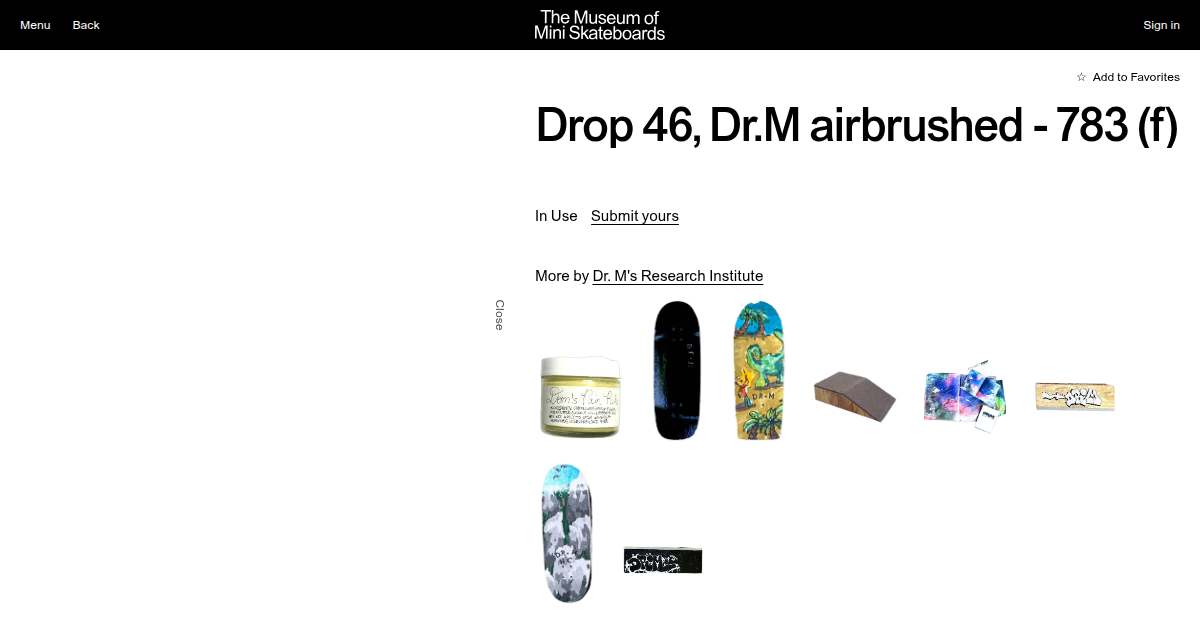 Menu
Back
The Museum of
Mini Skateboards
Sign in
☆ Add to Favorites
Drop 46, Dr.M airbrushed - 783 (f)
In Use
Submit yours
More by Dr. M's Research Institute
Close
DR.M